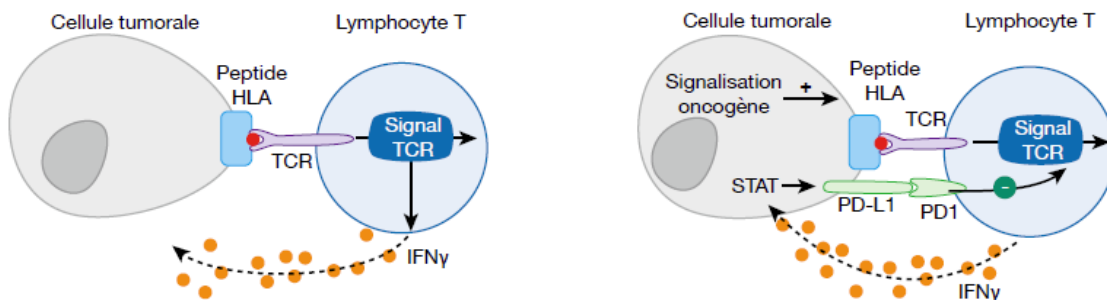 Cellule tumorale
Lymphocyte T
Peptide
HLA
Signal
TCR
TCR
IFNγ
Cellule tumorale
Lymphocyte T
Signalisation
oncogène
+
Peptide
HLA
TCR
Signal
TCR
STAT
PD-L1
PD1
-
IFNγ